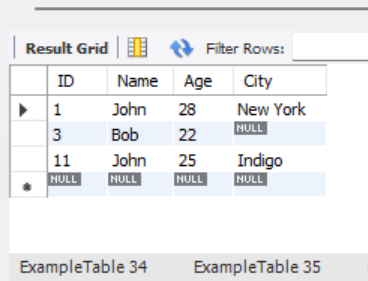 Result Grid Filter Rows:
ID Name Age City
1 John 28 New York
3 Bob 22 NULL
11 John 25 Indigo
NULL NULL NULL NULL
ExampleTable 34 ExampleTable 35